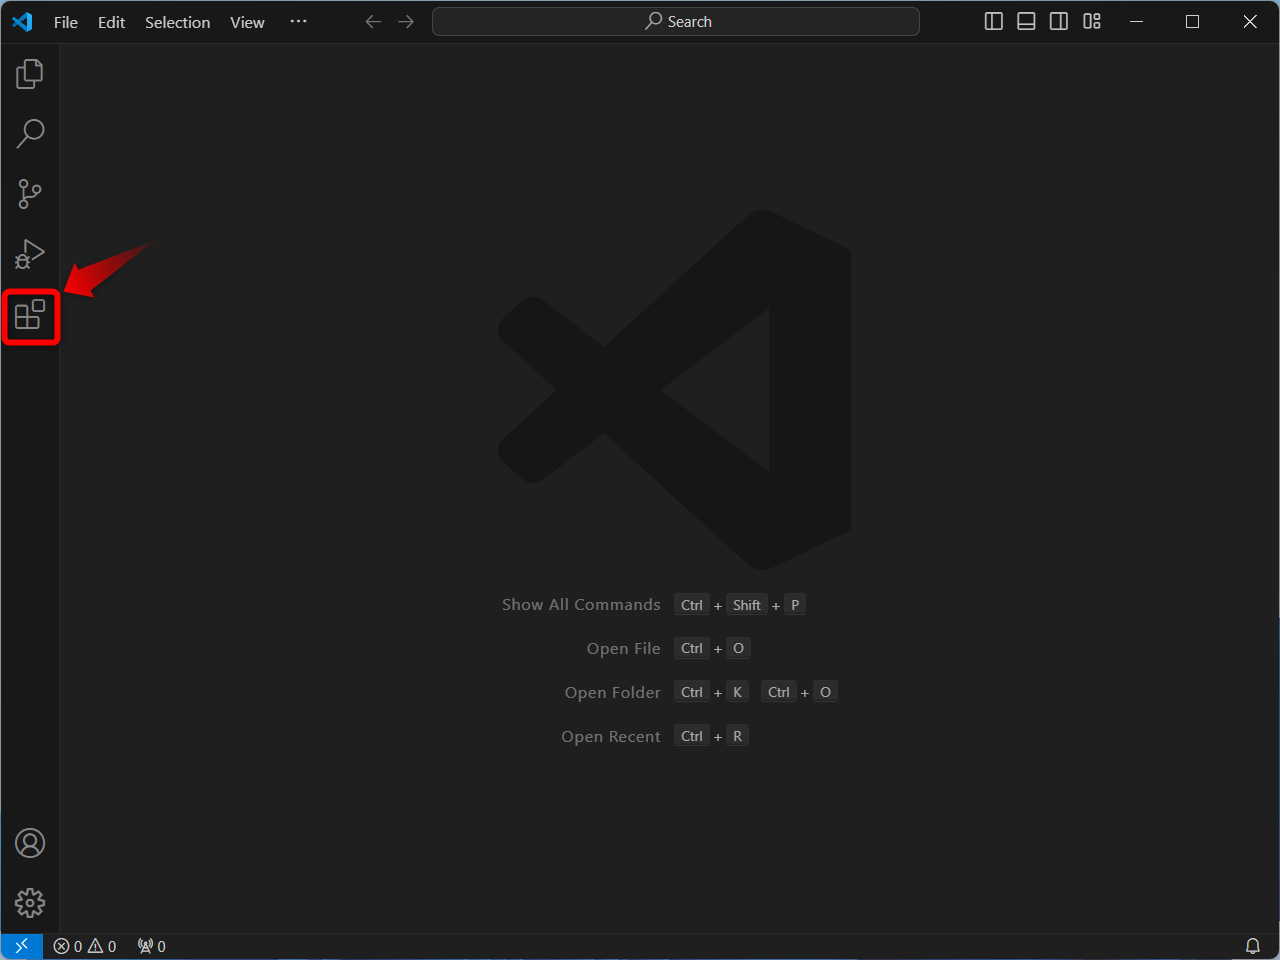 File Edit Selection View ···
Search
Show All Commands Ctrl + Shift + P
Open File Ctrl + O
Open Folder Ctrl + K Ctrl + O
Open Recent Ctrl + R
0 0 0